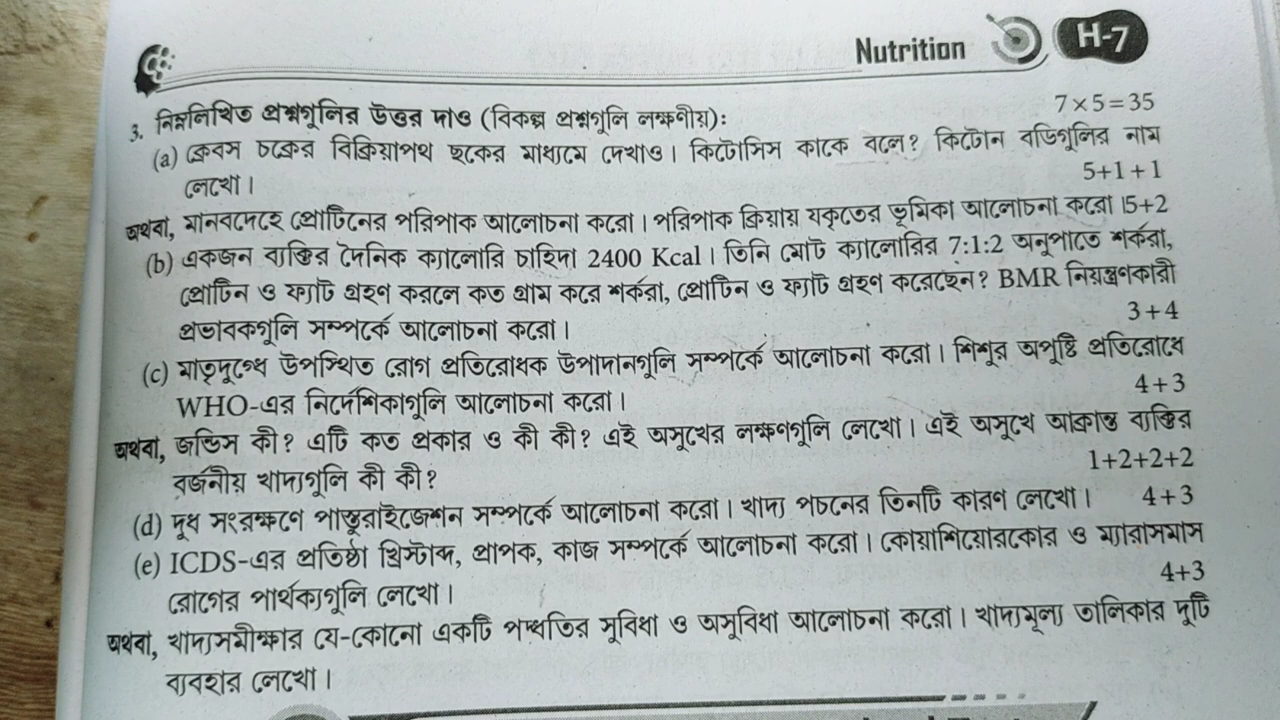 Nutrition H-7
3. নিম্নলিখিত প্রশ্নগুলির উত্তর দাও (বিকল্প প্রশ্নগুলি লক্ষণীয়): 7×5=35
(a) ক্রেবস চক্রের বিক্রিয়াপথ ছকের মাধ্যমে দেখাও। কিটোসিস কাকে বলে? কিটোন বডিগুলির নাম
লেখো। 5+1+1
অথবা, মানবদেহে প্রোটিনের পরিপাক আলোচনা করো। পরিপাক ক্রিয়ায় যকৃতের ভূমিকা আলোচনা করো।5+2
(b) একজন ব্যক্তির দৈনিক ক্যালোরি চাহিদা 2400 Kcal। তিনি মোট ক্যালোরির 7:1:2 অনুপাতে শর্করা,
প্রোটিন ও ফ্যাট গ্রহণ করলে কত গ্রাম করে শর্করা, প্রোটিন ও ফ্যাট গ্রহণ করেছেন? BMR নিয়ন্ত্রণকারী
প্রভাবকগুলি সম্পর্কে আলোচনা করো। 3+4
(c) মাতৃদুগ্ধে উপস্থিত রোগ প্রতিরোধক উপাদানগুলি সম্পর্কে আলোচনা করো। শিশুর অপুষ্টি প্রতিরোধে
WHO-এর নির্দেশিকাগুলি আলোচনা করো। 4+3
অথবা, জন্ডিস কী? এটি কত প্রকার ও কী কী? এই অসুখের লক্ষণগুলি লেখো। এই অসুখে আক্রান্ত ব্যক্তির
বর্জনীয় খাদ্যগুলি কী কী? 1+2+2+2
(d) দুধ সংরক্ষণে পাস্তুরাইজেশন সম্পর্কে আলোচনা করো। খাদ্য পচনের তিনটি কারণ লেখো। 4+3
(e) ICDS-এর প্রতিষ্ঠা খ্রিস্টাব্দ, প্রাপক, কাজ সম্পর্কে আলোচনা করো। কোয়াশিয়োরকোর ও ম্যারাসমাস
রোগের পার্থক্যগুলি লেখো। 4+3
অথবা, খাদ্যসমীক্ষার যে-কোনো একটি পদ্ধতির সুবিধা ও অসুবিধা আলোচনা করো। খাদ্যমূল্য তালিকার দুটি
ব্যবহার লেখো।